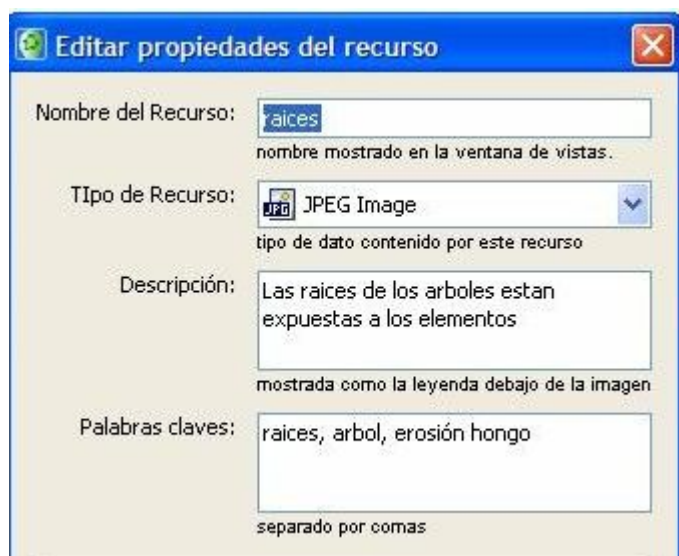 Editar propiedades del recurso
Nombre del Recurso: raices
nombre mostrado en la ventana de vistas.
TIpo de Recurso: JPG JPEG Image
tipo de dato contenido por este recurso
Descripción: Las raices de los arboles estan
expuestas a los elementos
mostrada como la leyenda debajo de la imagen
Palabras claves: raices, arbol, erosión hongo
separado por comas